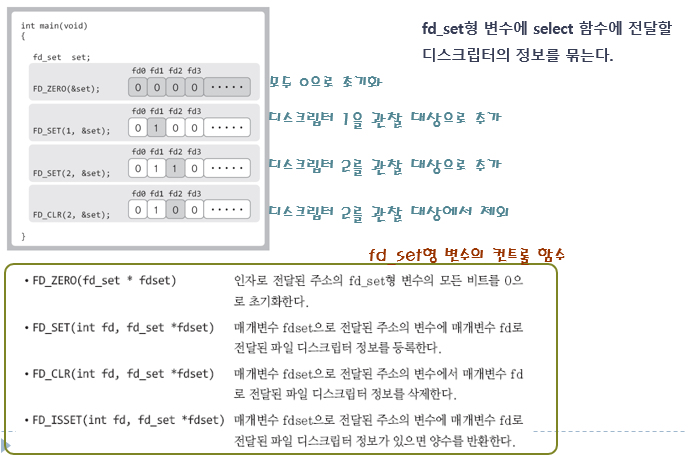 int main(void)
{
fd_set set;
fd0 fd1 fd2 fd3
FD_ZERO(&set); 0 0 0 0 ·····
모두 0으로 초기화
fd0 fd1 fd2 fd3
FD_SET(1, &set); 0 1 0 0 ·····
디스크립터 1을 관찰 대상으로 추가
fd0 fd1 fd2 fd3
FD_SET(2, &set); 0 1 1 0 ·····
디스크립터 2를 관찰 대상으로 추가
fd0 fd1 fd2 fd3
FD_CLR(2, &set); 0 1 0 0 ·····
디스크립터 2를 관찰 대상에서 제외
}
fd_set형 변수에 select 함수에 전달할
디스크립터의 정보를 묶는다.
fd_set형 변수의 컨트롤 함수
• FD_ZERO(fd_set * fdset) 인자로 전달된 주소의 fd_set형 변수의 모든 비트를 0으
로 초기화한다.
• FD_SET(int fd, fd_set *fdset) 매개변수 fdset으로 전달된 주소의 변수에 매개변수 fd로
전달된 파일 디스크립터 정보를 등록한다.
• FD_CLR(int fd, fd_set *fdset) 매개변수 fdset으로 전달된 주소의 변수에서 매개변수 fd
로 전달된 파일 디스크립터 정보를 삭제한다.
• FD_ISSET(int fd, fd_set *fdset) 매개변수 fdset으로 전달된 주소의 변수에 매개변수 fd로
전달된 파일 디스크립터 정보가 있으면 양수를 반환한다.